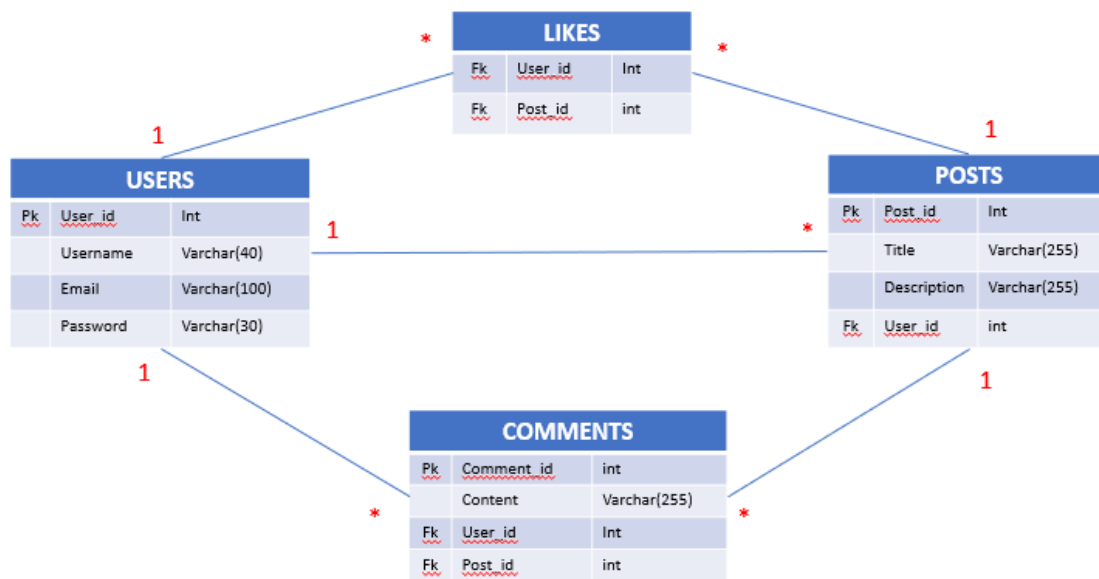 LIKES
* *
Fk User_id Int
Fk Post_id int
1 1
USERS
Pk User_id Int
Username Varchar(40)
Email Varchar(100)
Password Varchar(30)
POSTS
Pk Post_id Int
Title Varchar(255)
Description Varchar(255)
Fk User_id int
1 *
1 1
COMMENTS
Pk Comment_id int
Content Varchar(255)
Fk User_id Int
Fk Post_id int
* *